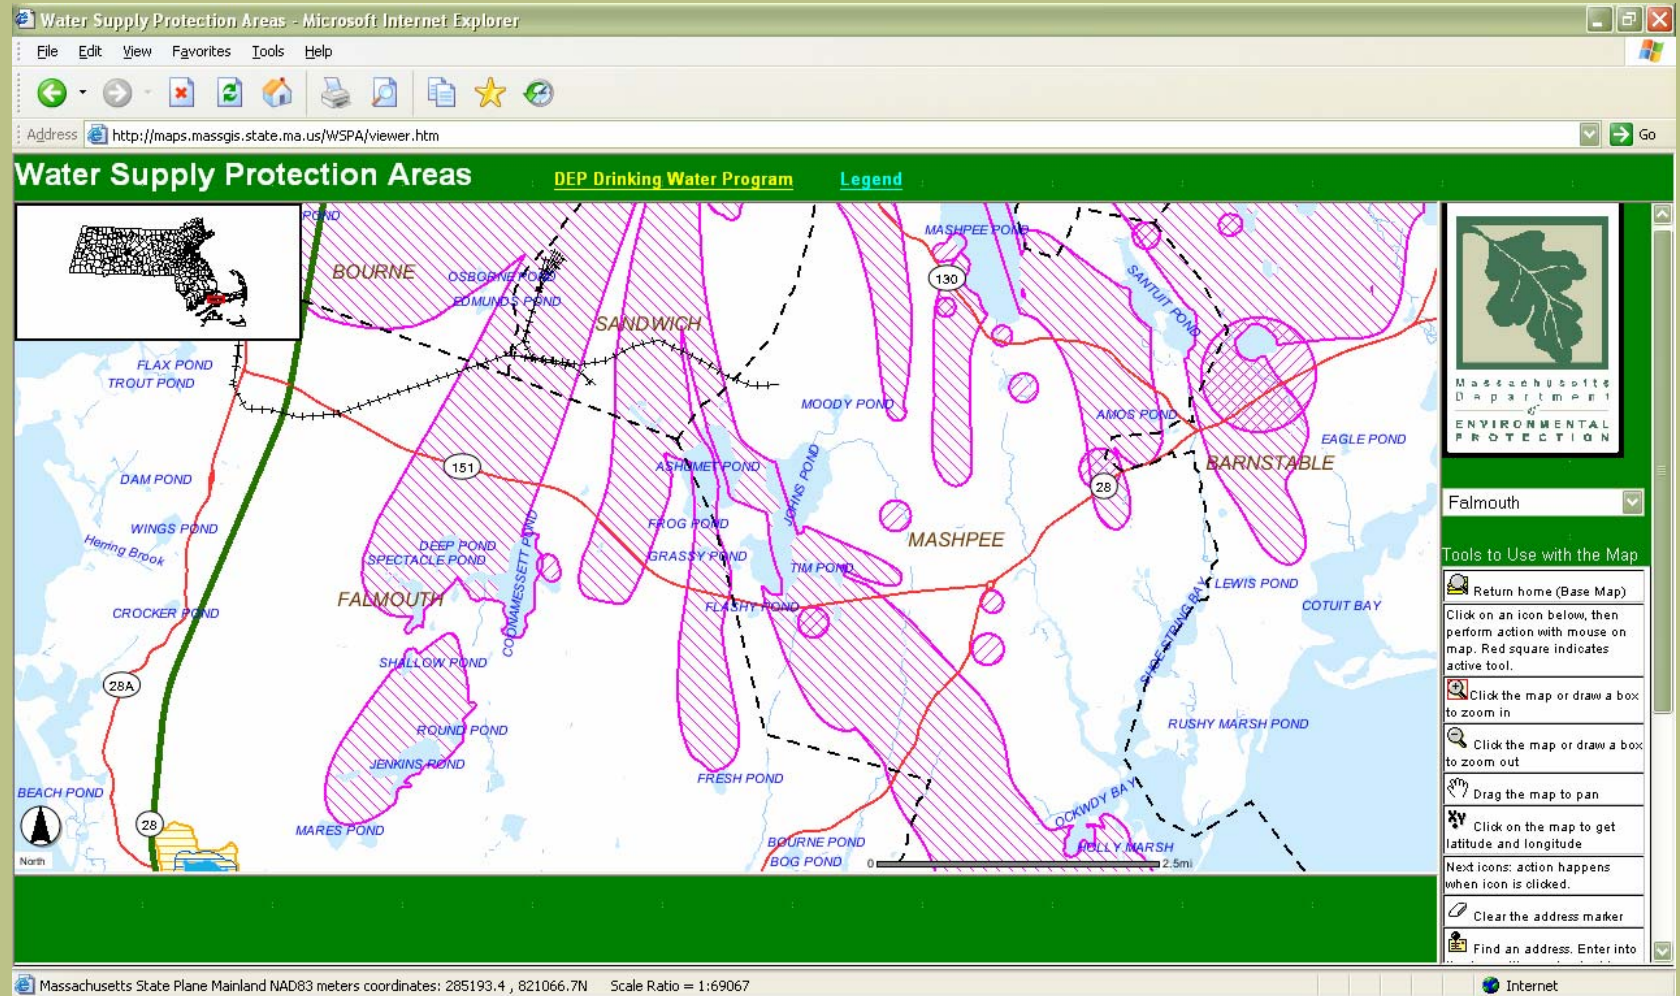 Water Supply Protection Areas - Microsoft Internet Explorer
File Edit View Favorites Tools Help
Address http://maps.massgis.state.ma.us/WSPA/viewer.htm Go
Water Supply Protection Areas DEP Drinking Water Program Legend
POND
MASHPEE POND
BOURNE
OSBORNE POND
130
SANTUIT POND
EDMUNDS POND
SANDWICH
FLAX POND
TROUT POND
MOODY POND
AMOS POND
EAGLE POND
151
ASHUMET POND
BARNSTABLE
DAM POND
28
JOHNS POND
WINGS POND
FROG POND
MASHPEE
Herring Brook
DEEP POND
SPECTACLE POND
GRASSY POND
TIM POND
LEWIS POND
COONAMESSETT POND
FALMOUTH
FLASHY POND
COTUIT BAY
CROCKER POND
SHOESTRING BAY
SHALLOW POND
28A
ROUND POND
RUSHY MARSH POND
JENKINS POND
FRESH POND
BEACH POND
OCKWDY BAY
28
MARES POND
BOURNE POND
HOLLY MARSH
BOG POND
North
0 2.5mi
Massachusetts
Department
of
ENVIRONMENTAL
PROTECTION
Falmouth
Tools to Use with the Map
Return home (Base Map)
Click on an icon below, then
perform action with mouse on
map. Red square indicates
active tool.
Click the map or draw a box
to zoom in
Click the map or draw a box
to zoom out
Drag the map to pan
XY Click on the map to get
latitude and longitude
Next icons: action happens
when icon is clicked.
Clear the address marker
Find an address. Enter into
Massachusetts State Plane Mainland NAD83 meters coordinates: 285193.4 , 821066.7N Scale Ratio = 1:69067 Internet